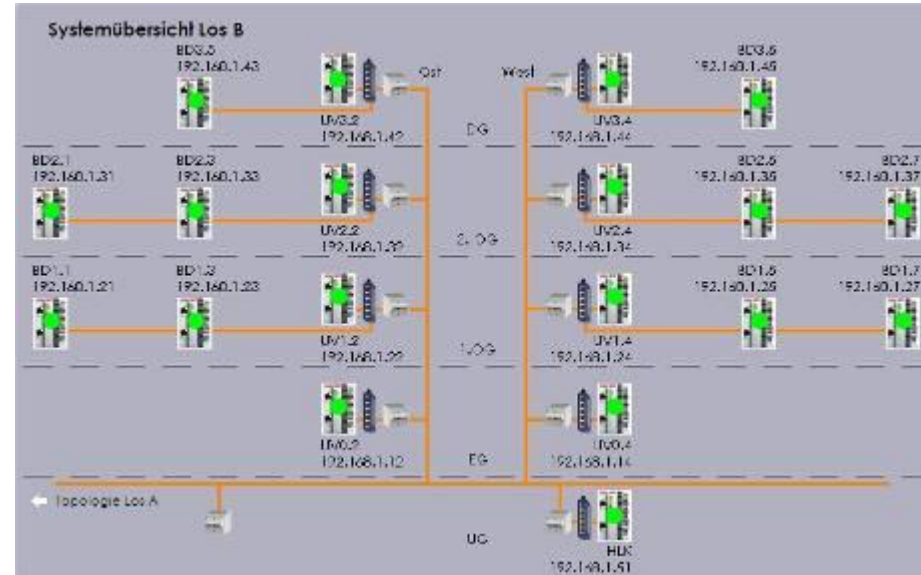 Systemübersicht Los B
BD3.5
192.168.1.43
Ost
West
BD3.6
192.168.1.45
UV3.2
192.168.1.42
DG
UV3.4
192.168.1.44
BD2.1
192.168.1.31
BD2.3
192.168.1.33
BD2.5
192.168.1.35
BD2.7
192.168.1.37
UV2.2
192.168.1.32
2.OG
UV2.4
192.168.1.34
BD1.1
192.168.1.21
BD1.3
192.168.1.23
BD1.5
192.168.1.25
BD1.7
192.168.1.27
UV1.2
192.168.1.22
1.OG
UV1.4
192.168.1.24
UV0.2
192.168.1.12
EG
UV0.4
192.168.1.14
Topologie Los A
UG
HLK
192.168.1.51